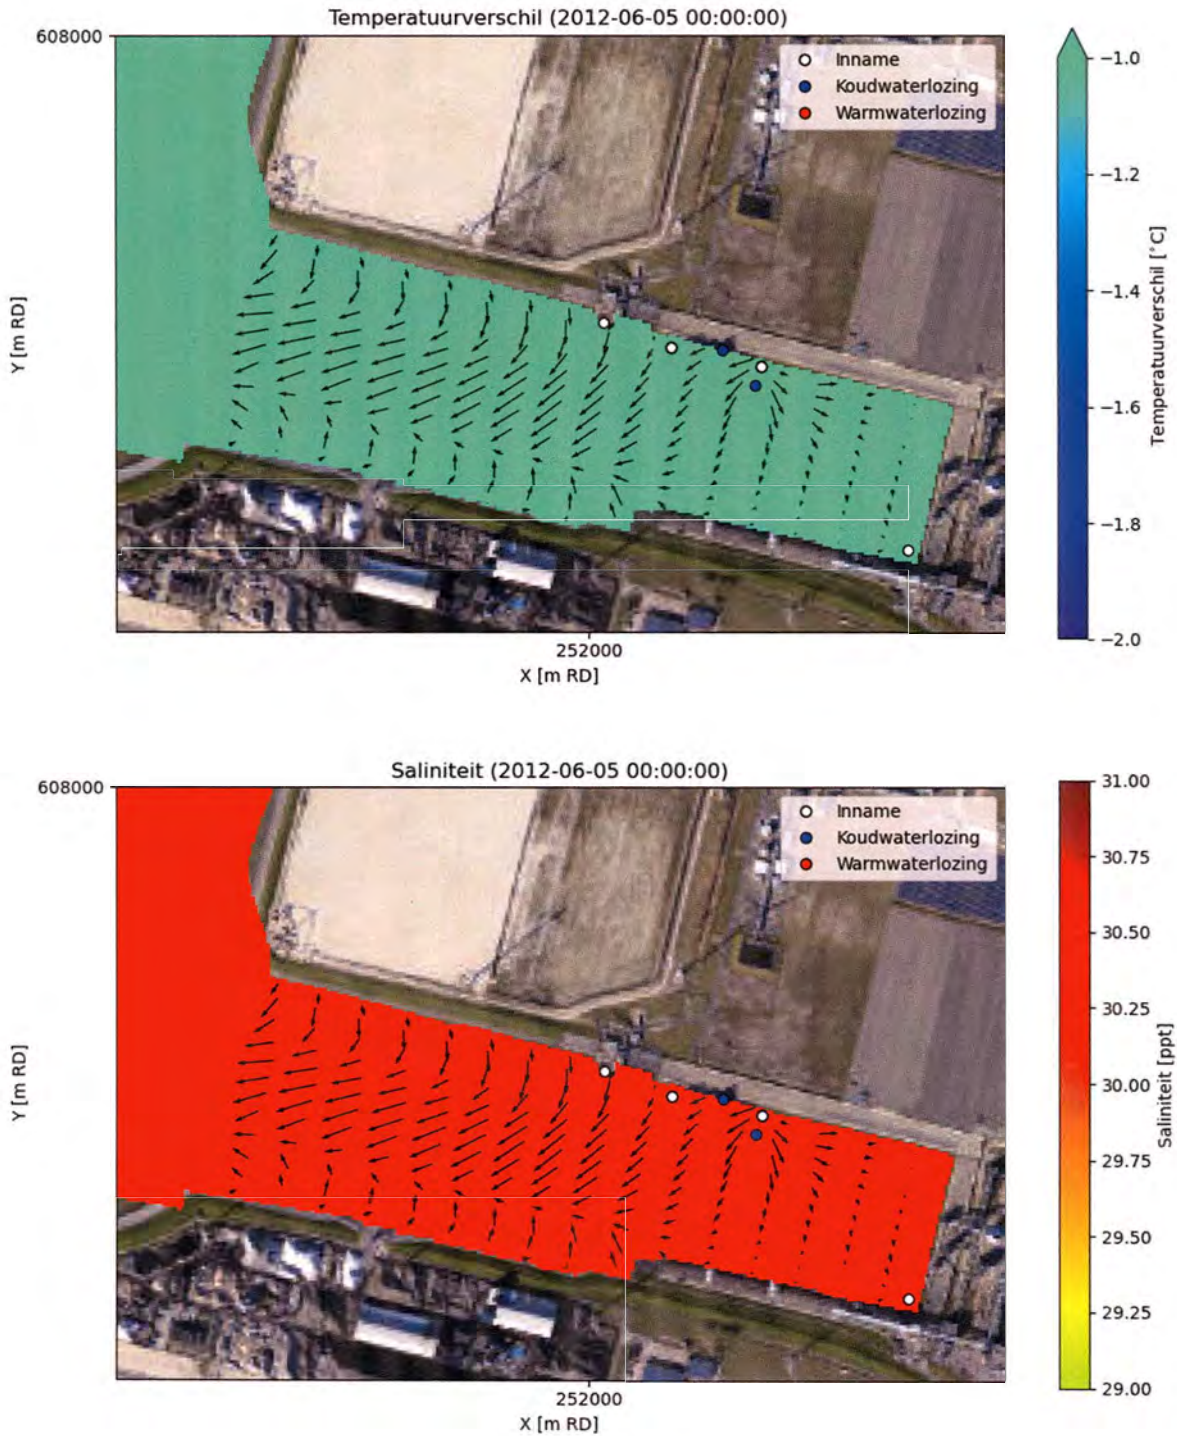 Temperatuurverschil (2012-06-05 00:00:00)
608000
Inname
Koudwaterlozing
Warmwaterlozing
Y [m RD]
252000
X [m RD]
−1.0
−1.2
−1.4
−1.6
−1.8
−2.0
Temperatuurverschil [°C]
Saliniteit (2012-06-05 00:00:00)
608000
Inname
Koudwaterlozing
Warmwaterlozing
Y [m RD]
252000
X [m RD]
31.00
30.75
30.50
30.25
30.00
29.75
29.50
29.25
29.00
Saliniteit [ppt]